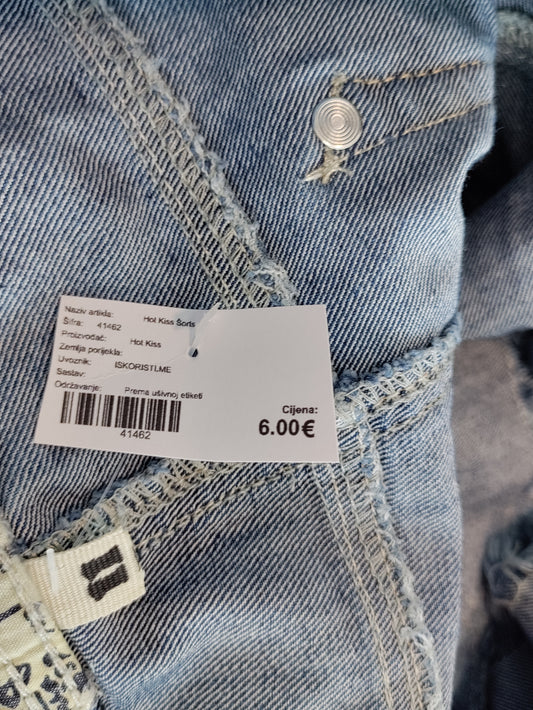 Naziv artikla: Hot Kiss Šorts
Šifra: 41462
Proizvođač: Hot Kiss
Zemlja porijekla:
Uvoznik: ISKORISTI.ME
Sastav:
Održavanje: Prema ušivnoj etiketi
41462
Cijena:
6.00€
11